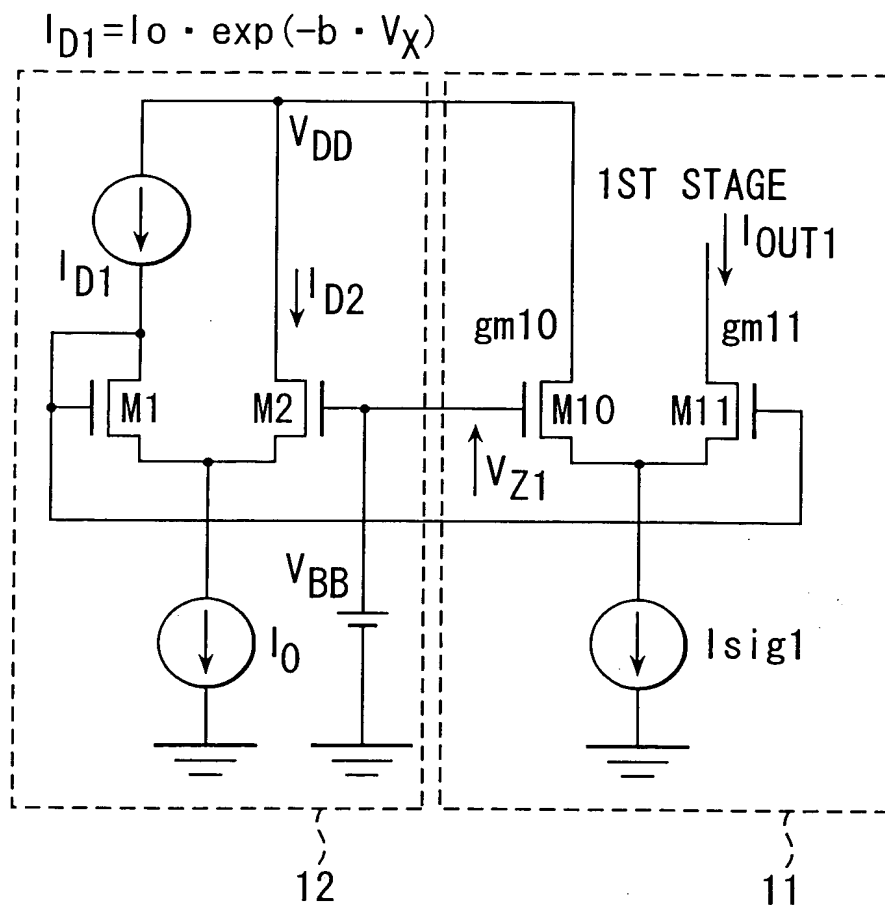 I_D1=Io・exp(-b・V_X)
V_DD
1ST STAGE
I_OUT1
I_D1
I_D2
gm10
gm11
M1
M2
M10
M11
V_Z1
V_BB
I_0
Isig1
12
11